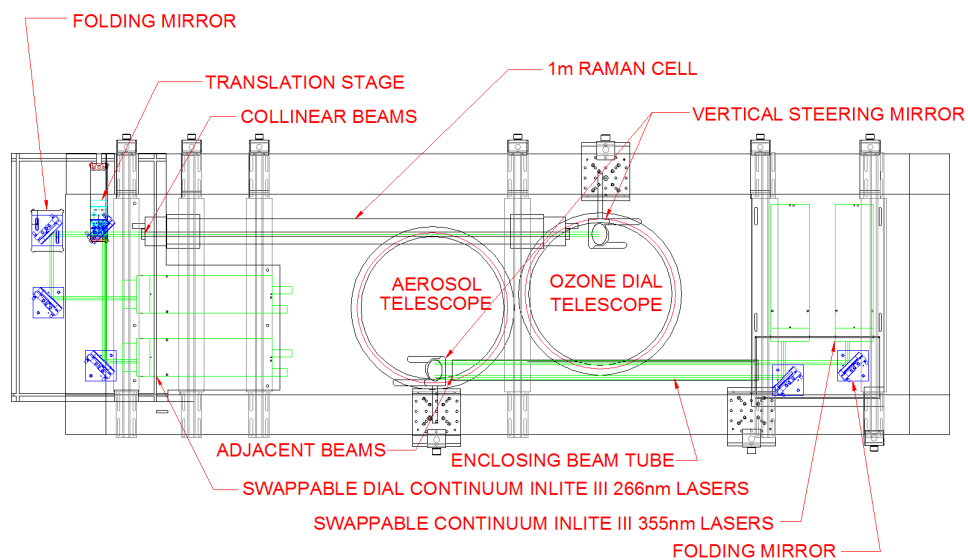 FOLDING MIRROR
TRANSLATION STAGE
1m RAMAN CELL
COLLINEAR BEAMS
VERTICAL STEERING MIRROR
AEROSOL
TELESCOPE
OZONE DIAL
TELESCOPE
ADJACENT BEAMS
ENCLOSING BEAM TUBE
SWAPPABLE DIAL CONTINUUM INLITE III 266nm LASERS
SWAPPABLE CONTINUUM INLITE III 355nm LASERS
FOLDING MIRROR